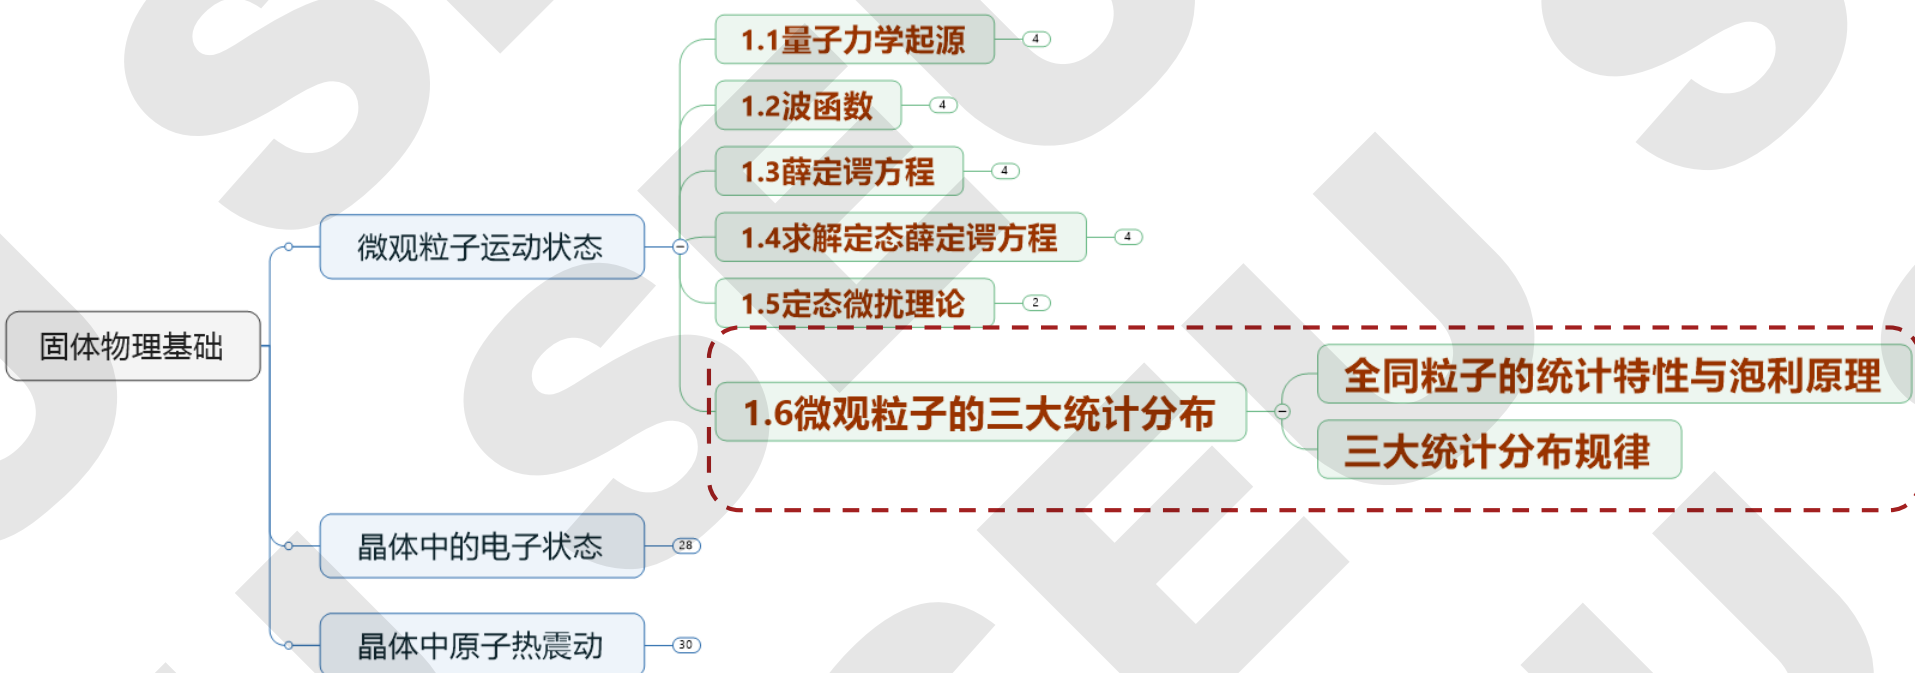 1.1量子力学起源
4
1.2波函数
4
1.3薛定谔方程
4
1.4求解定态薛定谔方程
4
1.5定态微扰理论
2
微观粒子运动状态
固体物理基础
1.6微观粒子的三大统计分布
全同粒子的统计特性与泡利原理
三大统计分布规律
晶体中的电子状态
28
晶体中原子热震动
30
SEU